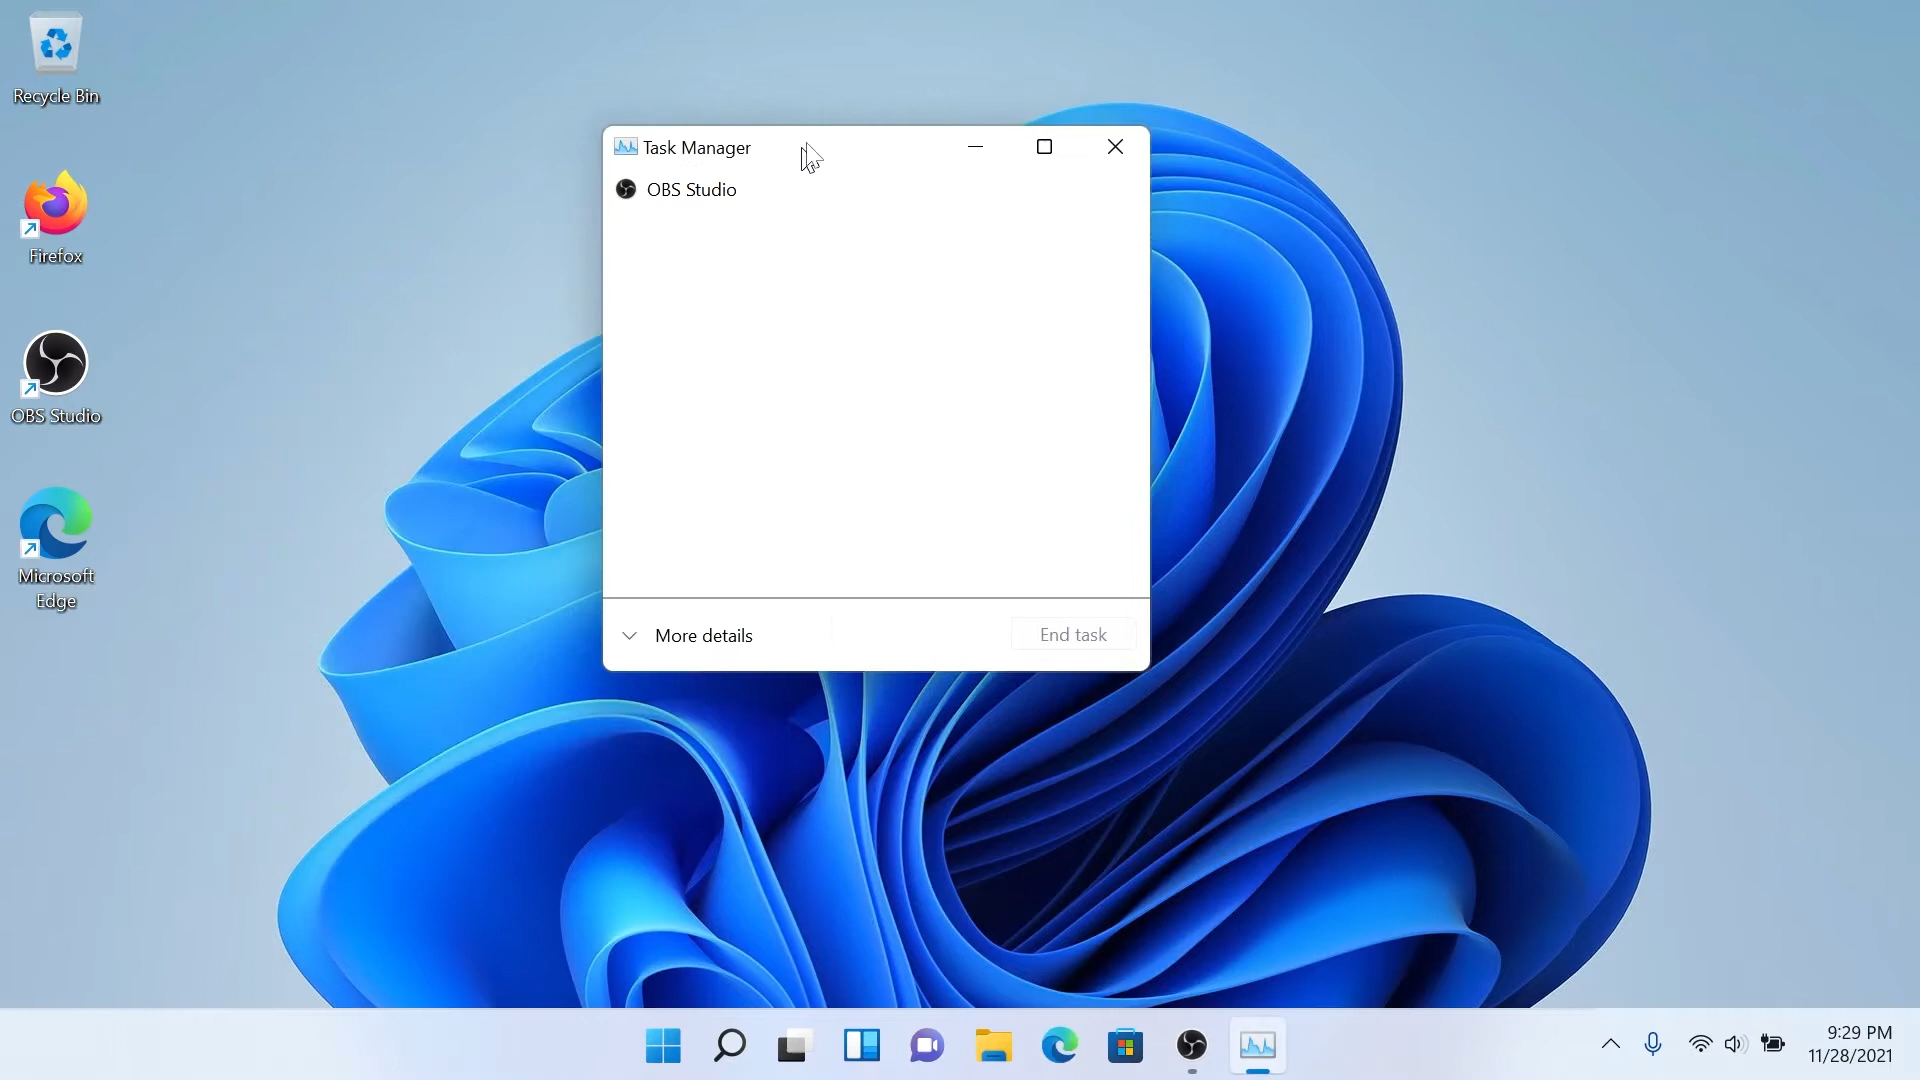 Recycle Bin
Firefox
OBS Studio
Microsoft
Edge
Task Manager
OBS Studio
More details
End task
9:29 PM
11/28/2021